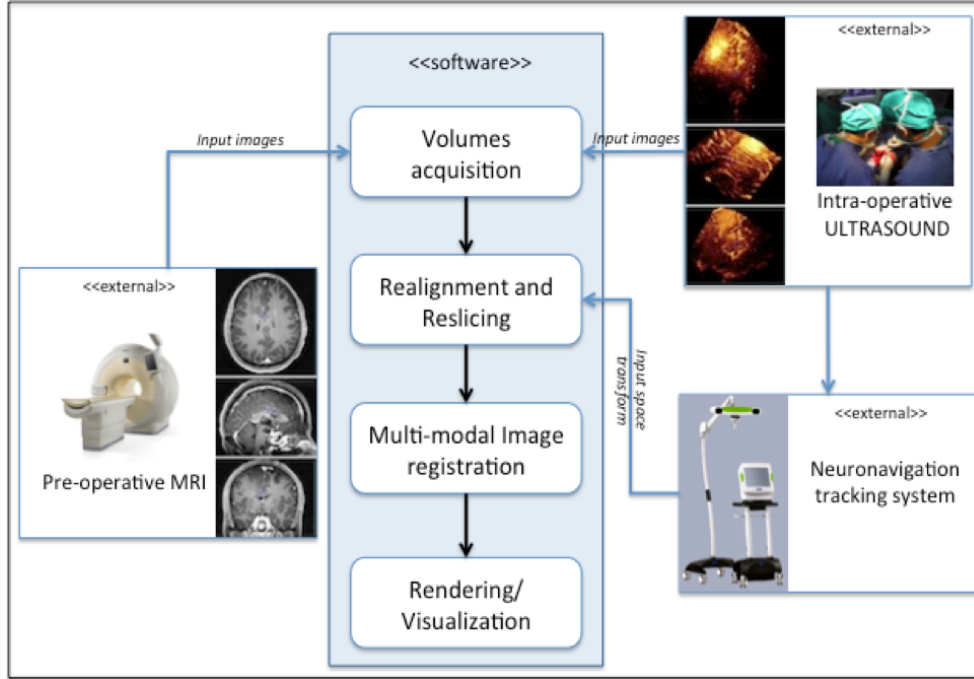 <<software>>
Volumes
acquisition
Realignment and
Reslicing
Multi-modal Image
registration
Rendering/
Visualization
Input images
Input images
Input space
transform
<<external>>
Pre-operative MRI
<<external>>
Intra-operative
ULTRASOUND
<<external>>
Neuronavigation
tracking system